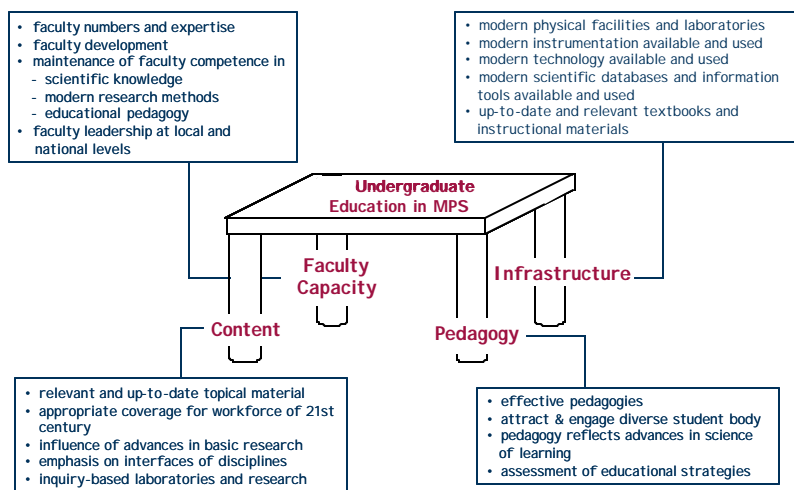 • faculty numbers and expertise
• faculty development
• maintenance of faculty competence in
- scientific knowledge
- modern research methods
- educational pedagogy
• faculty leadership at local and
national levels
• modern physical facilities and laboratories
• modern instrumentation available and used
• modern technology available and used
• modern scientific databases and information
tools available and used
• up-to-date and relevant textbooks and
instructional materials
Undergraduate
Education in MPS
Faculty
Capacity
Infrastructure
Content
Pedagogy
• relevant and up-to-date topical material
• appropriate coverage for workforce of 21st
century
• influence of advances in basic research
• emphasis on interfaces of disciplines
• inquiry-based laboratories and research
• effective pedagogies
• attract & engage diverse student body
• pedagogy reflects advances in science
of learning
• assessment of educational strategies